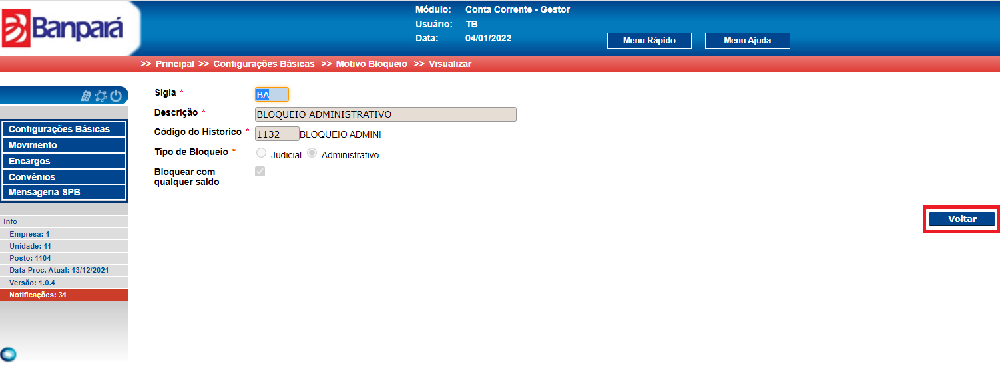 Banpará
Módulo: Conta Corrente - Gestor
Usuário: TB
Data: 04/01/2022
Menu Rápido Menu Ajuda
>> Principal >> Configurações Básicas >> Motivo Bloqueio >> Visualizar
Configurações Básicas
Movimento
Encargos
Convênios
Mensageria SPB
Info
Empresa: 1
Unidade: 11
Posto: 1104
Data Proc. Atual: 13/12/2021
Versão: 1.0.4
Notificações: 31
Sigla * BA
Descrição * BLOQUEIO ADMINISTRATIVO
Código do Historico * 1132 BLOQUEIO ADMINI
Tipo de Bloqueio * Judicial Administrativo
Bloquear com
qualquer saldo
Voltar